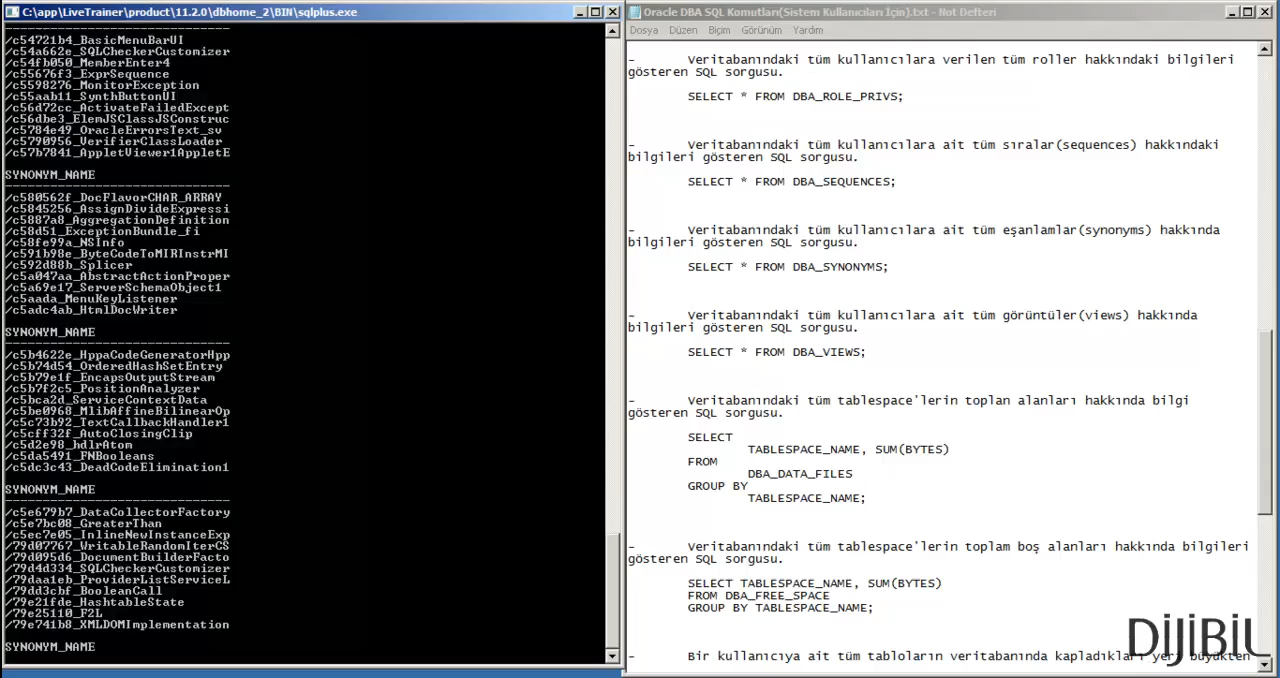 C:\app\LiveTrainer\product\11.2.0\dbhome_2\BIN\sqlplus.exe
------------------------------
/c54721b4_BasicMenuBarUI
/c54a662e_SQLCheckerCustomizer
/c54fb050_MemberEnter4
/c55676f3_ExprSequence
/c5598276_MonitorException
/c55aab11_SynthButtonUI
/c56d72cc_ActivateFailedExcept
/c56dbe3_ElemJSClassJSConstruc
/c5784e49_OracleErrorsText_sv
/c5790956_VerifierClassLoader
/c57b7841_AppletViewer1AppletE
SYNONYM_NAME
------------------------------
/c580562f_DocFlavorCHAR_ARRAY
/c5845256_AssignDivideExpressi
/c5887a8_AggregationDefinition
/c58d51_ExceptionBundle_fi
/c58fe99a_NSInfo
/c591b98e_ByteCodeToMIRInstrMI
/c592d88b_Splicer
/c5a047aa_AbstractActionProper
/c5a69e17_ServerSchemaObject1
/c5aada_MenuKeyListener
/c5adc4ab_HtmlDocWriter
SYNONYM_NAME
------------------------------
/c5b4622e_HppaCodeGeneratorHpp
/c5b74d54_OrderedHashSetEntry
/c5b79e1f_EncapsOutputStream
/c5b7f2c5_PositionAnalyzer
/c5bca2d_ServiceContextData
/c5be0968_MlibAffineBilinearOp
/c5c73b92_TextCallbackHandler1
/c5cff32f_AutoClosingClip
/c5d2e98_hdlrAtom
/c5da5491_FNBooleans
/c5dc3c43_DeadCodeElimination1
SYNONYM_NAME
------------------------------
/c5e679b7_DataCollectorFactory
/c5e7bc08_GreaterThan
/c5ec7e05_InlineNewInstanceExp
/79d07767_WritableRandomIterCS
/79d095d6_DocumentBuilderFacto
/79d4d334_SQLCheckerCustomizer
/79daa1eb_ProviderListServiceL
/79dd3cbf_BooleanCall
/79e21fde_HashtableState
/79e25110_F2L
/79e741b8_XMLDOMImplementation
SYNONYM_NAME
Oracle DBA SQL Komutları(Sistem Kullanıcıları İçin).txt - Not Defteri
Dosya Düzen Biçim Görünüm Yardım
- Veritabanındaki tüm kullanıcılara verilen tüm roller hakkındaki bilgileri
gösteren SQL sorgusu.
SELECT * FROM DBA_ROLE_PRIVS;
- Veritabanındaki tüm kullanıcılara ait tüm sıralar(sequences) hakkındaki
bilgileri gösteren SQL sorgusu.
SELECT * FROM DBA_SEQUENCES;
- Veritabanındaki tüm kullanıcılara ait tüm eşanlamlar(synonyms) hakkında
bilgileri gösteren SQL sorgusu.
SELECT * FROM DBA_SYNONYMS;
- Veritabanındaki tüm kullanıcılara ait tüm görüntüler(views) hakkında
bilgileri gösteren SQL sorgusu.
SELECT * FROM DBA_VIEWS;
- Veritabanındaki tüm tablespace'lerin toplan alanları hakkında bilgi
gösteren SQL sorgusu.
SELECT
TABLESPACE_NAME, SUM(BYTES)
FROM
DBA_DATA_FILES
GROUP BY
TABLESPACE_NAME;
- Veritabanındaki tüm tablespace'lerin toplam boş alanları hakkında bilgileri
gösteren SQL sorgusu.
SELECT TABLESPACE_NAME, SUM(BYTES)
FROM DBA_FREE_SPACE
GROUP BY TABLESPACE_NAME;
- Bir kullanıcıya ait tüm tabloların veritabanında kapladıkları yeri büyükten
DiJiBiL